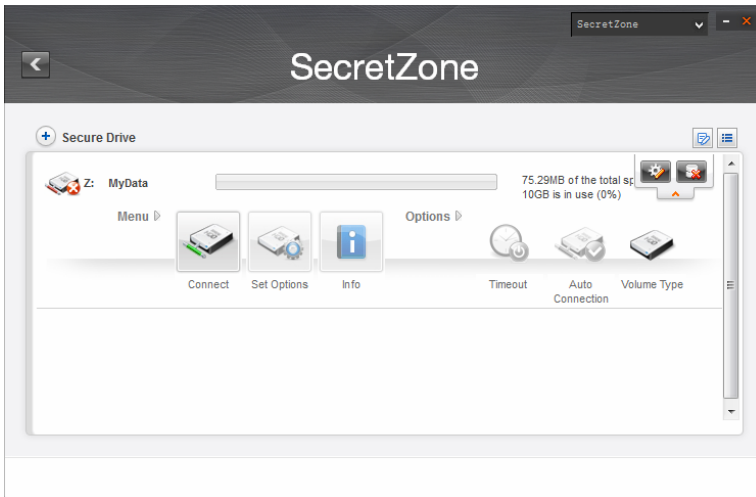 SecretZone
SecretZone
Secure Drive
Z: MyData
75.29MB of the total
10GB is in use (0%)
Menu
Options
Connect
Set Options
Info
Timeout
Auto
Connection
Volume Type